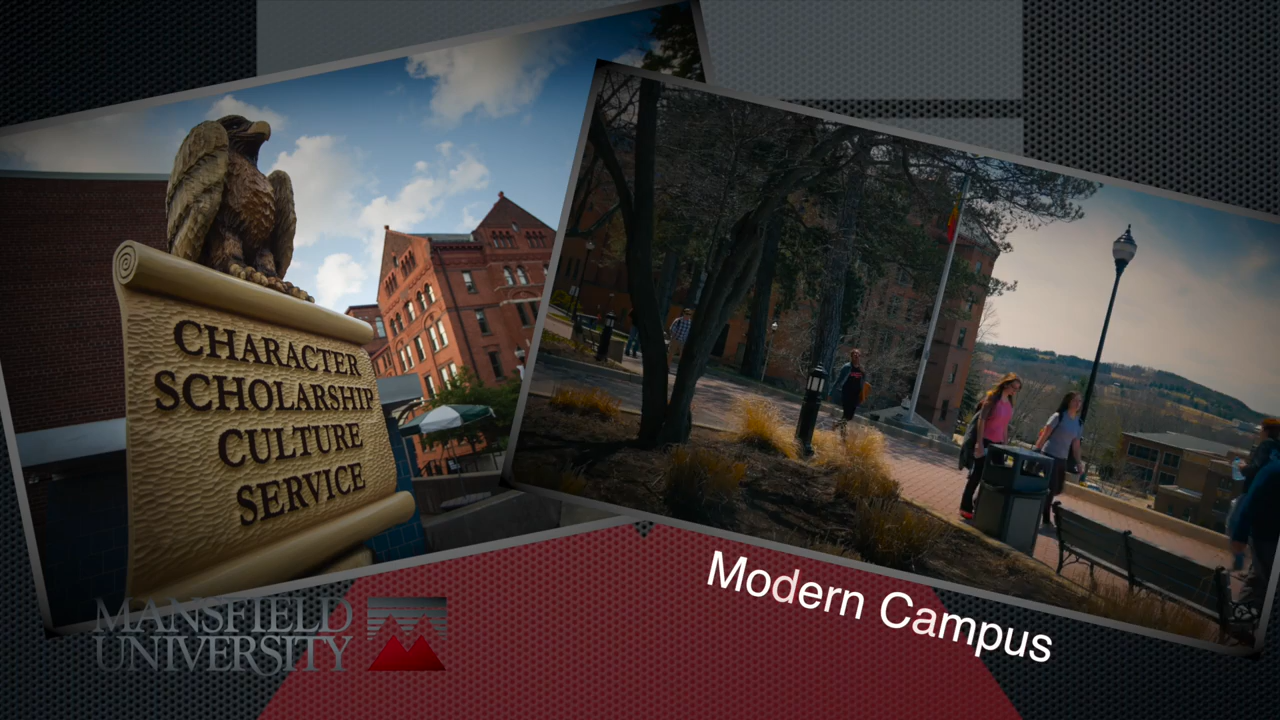 CHARACTER
SCHOLARSHIP
CULTURE
SERVICE
Modern Campus
MANSFIELD
UNIVERSITY